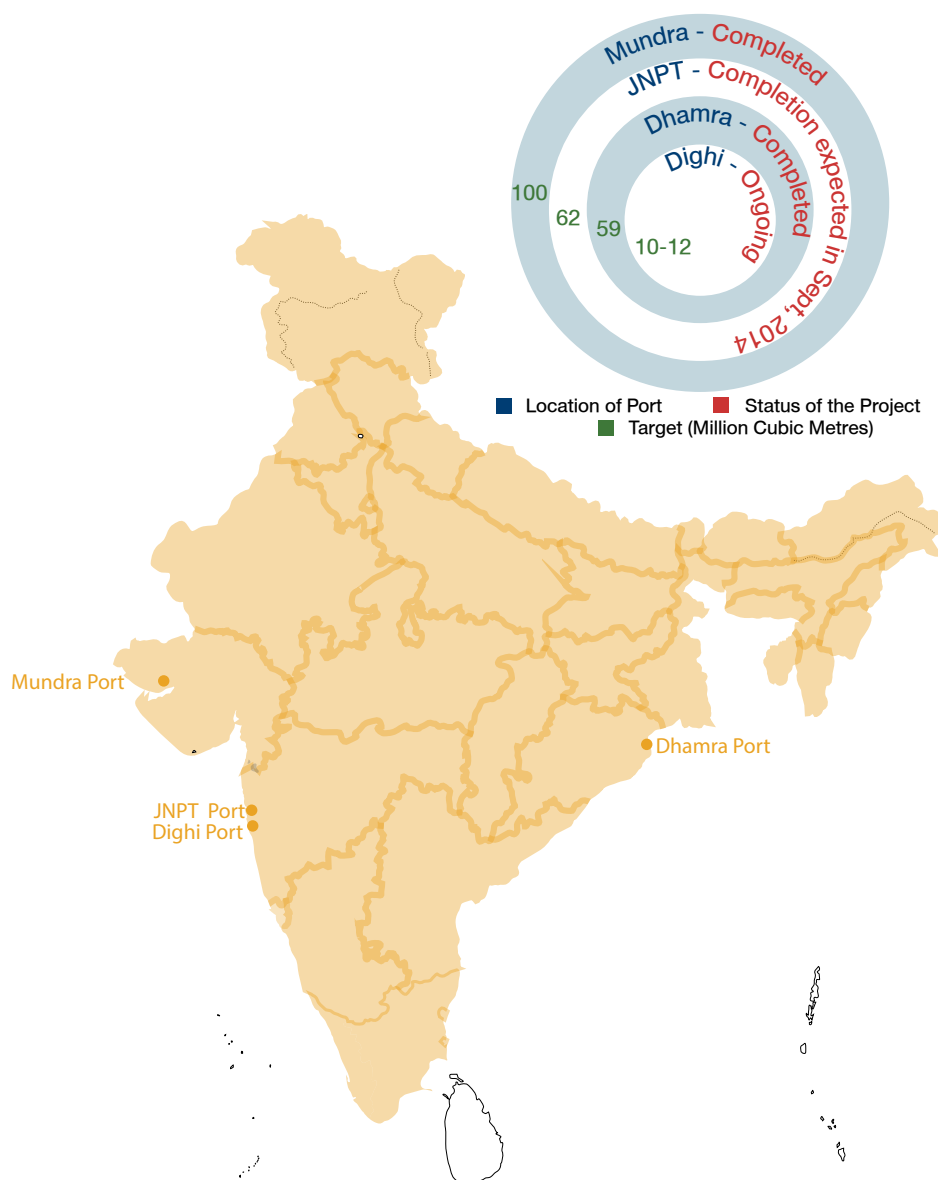 Mundra - Completed
JNPT - Completion expected in Sept, 2014
Dhamra - Completed
Dighi - Ongoing
100
62
59
10-12
Location of Port
Status of the Project
Target (Million Cubic Metres)
Mundra Port
Dhamra Port
JNPT Port
Dighi Port